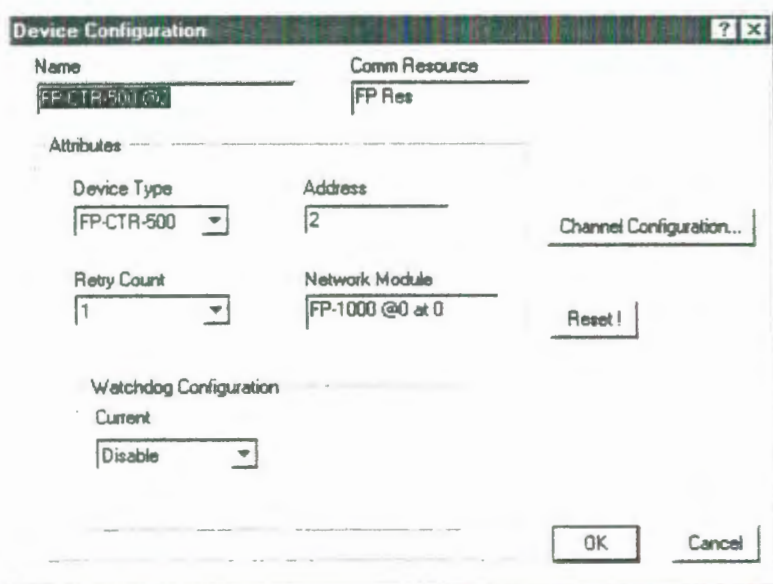 Device Configuration
Name
Comm Resource
FP-CTR-500 @2
FP Res
Attributes
Device Type
Address
FP-CTR-500
2
Channel Configuration...
Retry Count
Network Module
1
FP-1000 @0 at 0
Reset !
Watchdog Configuration
Current
Disable
OK
Cancel